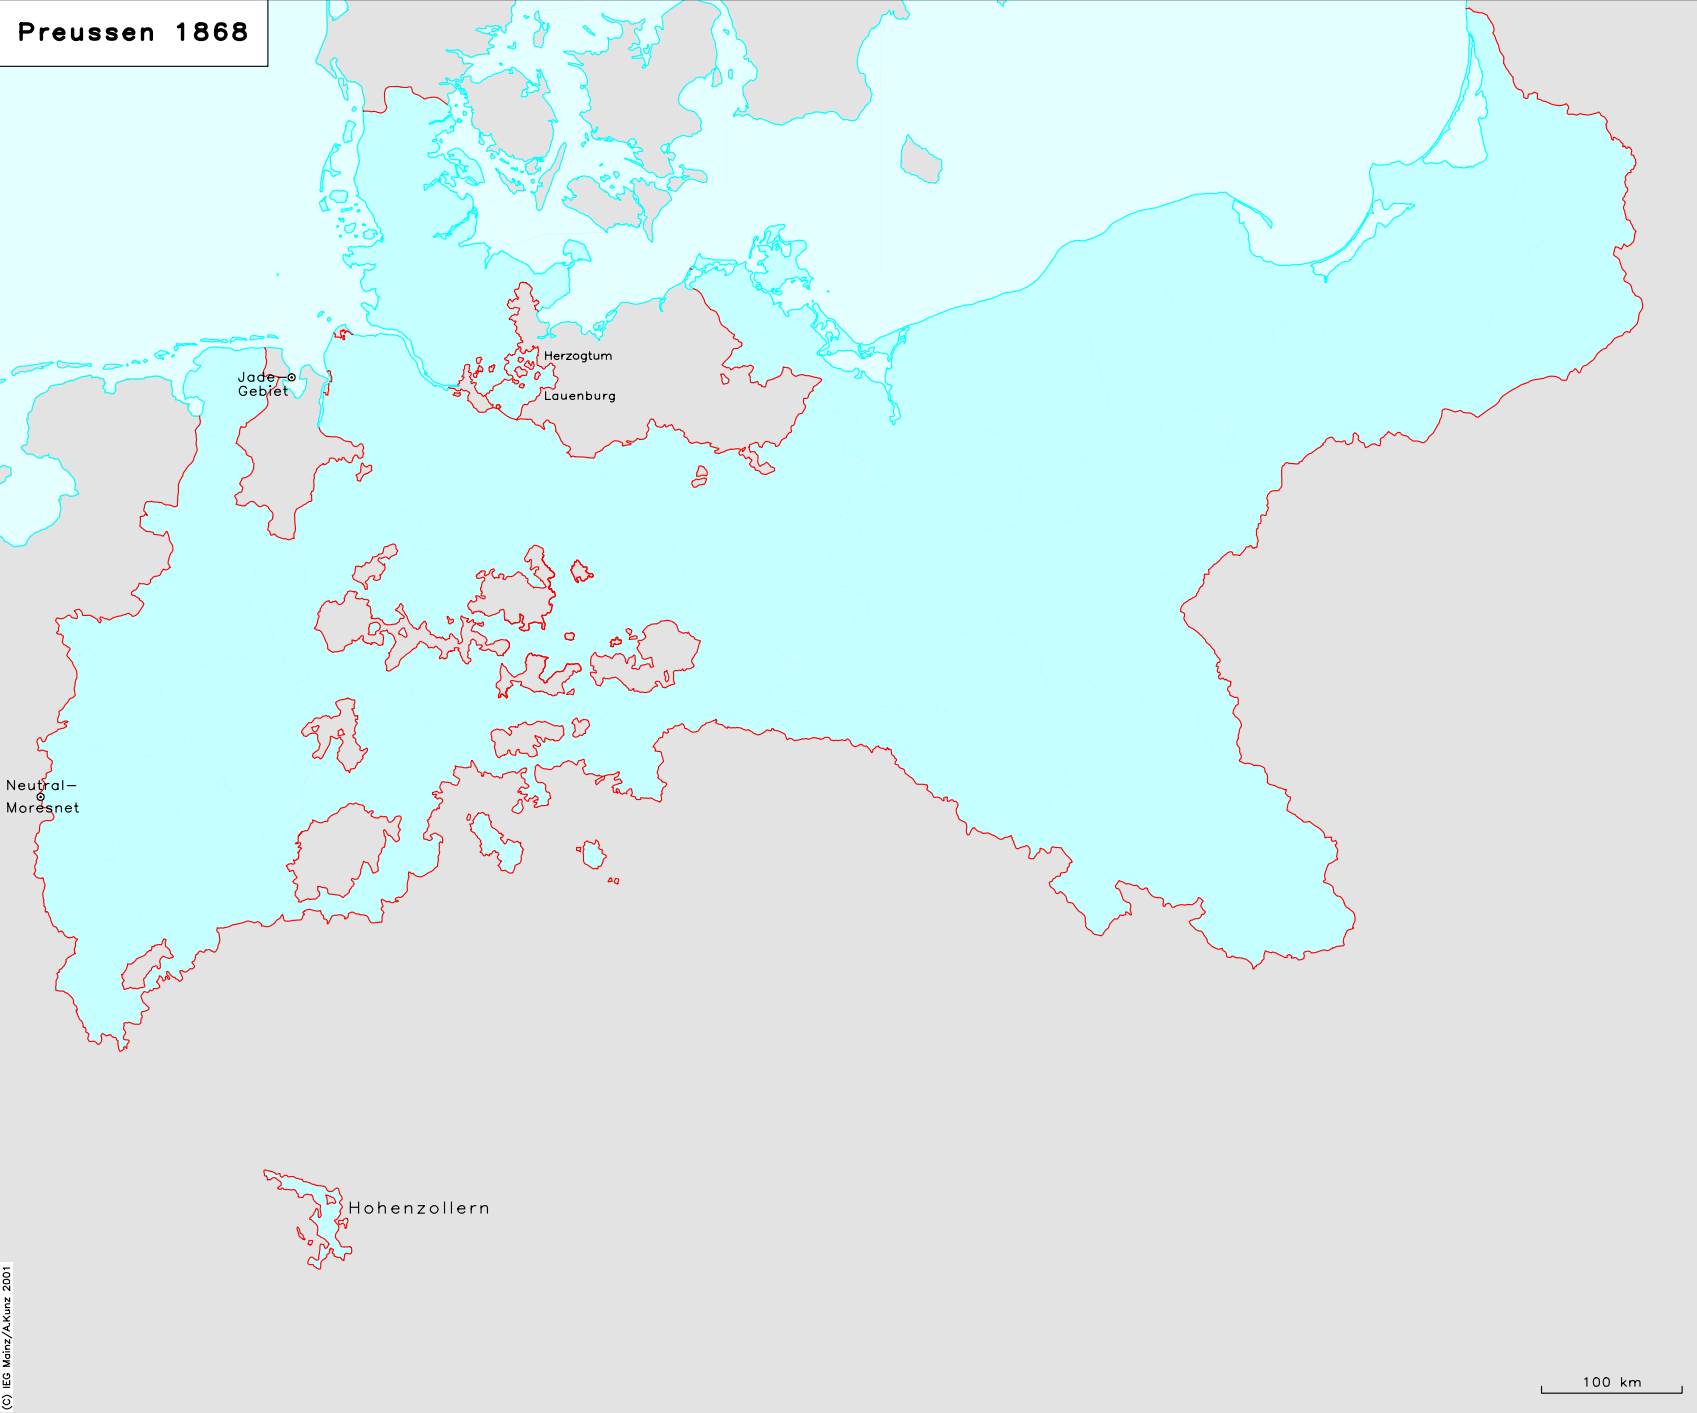 Preussen 1868
Herzogtum
Lauenburg
Jade
Gebiet
Neutral-
Moresnet
Hohenzollern
100 km
(C) IEG Mainz/A.Kunz 2001